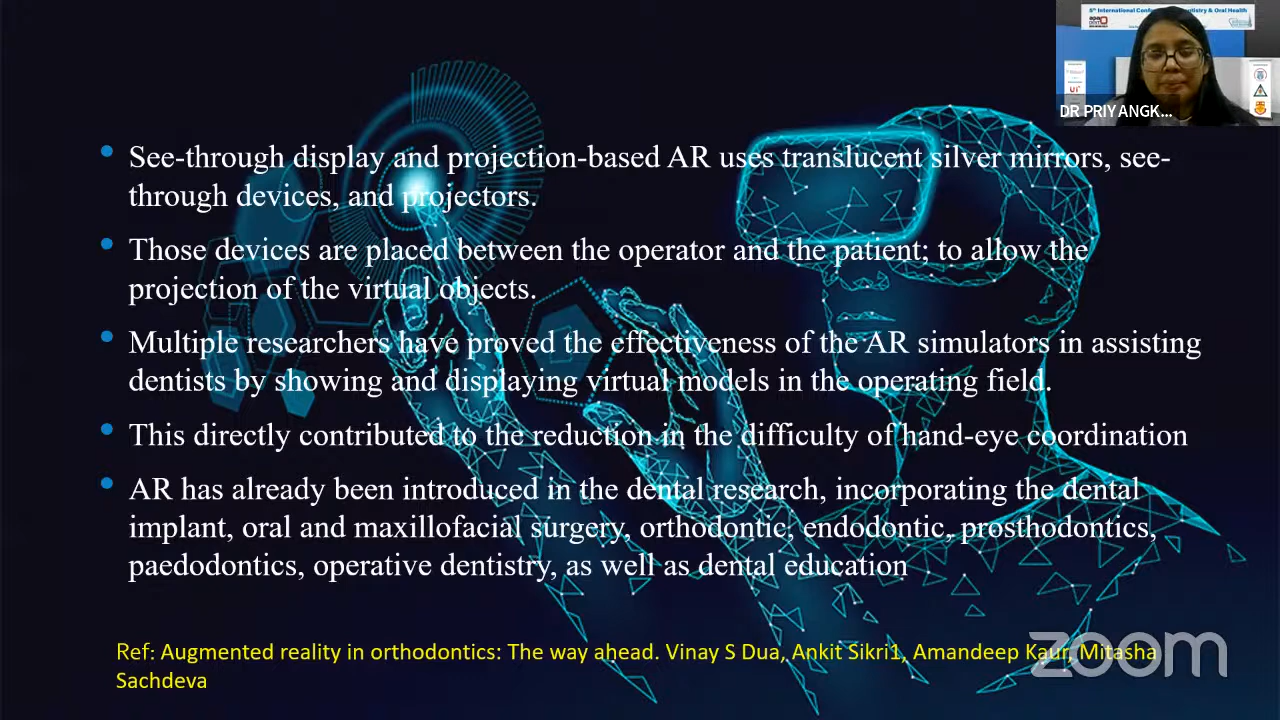 8th International Conf
ntistry & Oral Health
DR PRIYANGK...
See-through display and projection-based AR uses translucent silver mirrors, see-
through devices, and projectors.
Those devices are placed between the operator and the patient; to allow the
projection of the virtual objects.
Multiple researchers have proved the effectiveness of the AR simulators in assisting
dentists by showing and displaying virtual models in the operating field.
This directly contributed to the reduction in the difficulty of hand-eye coordination
AR has already been introduced in the dental research, incorporating the dental
implant, oral and maxillofacial surgery, orthodontic, endodontic, prosthodontics,
paedodontics, operative dentistry, as well as dental education
Ref: Augmented reality in orthodontics: The way ahead. Vinay S Dua, Ankit Sikri1, Amandeep Kaur, Mitasha
Sachdeva
zoom